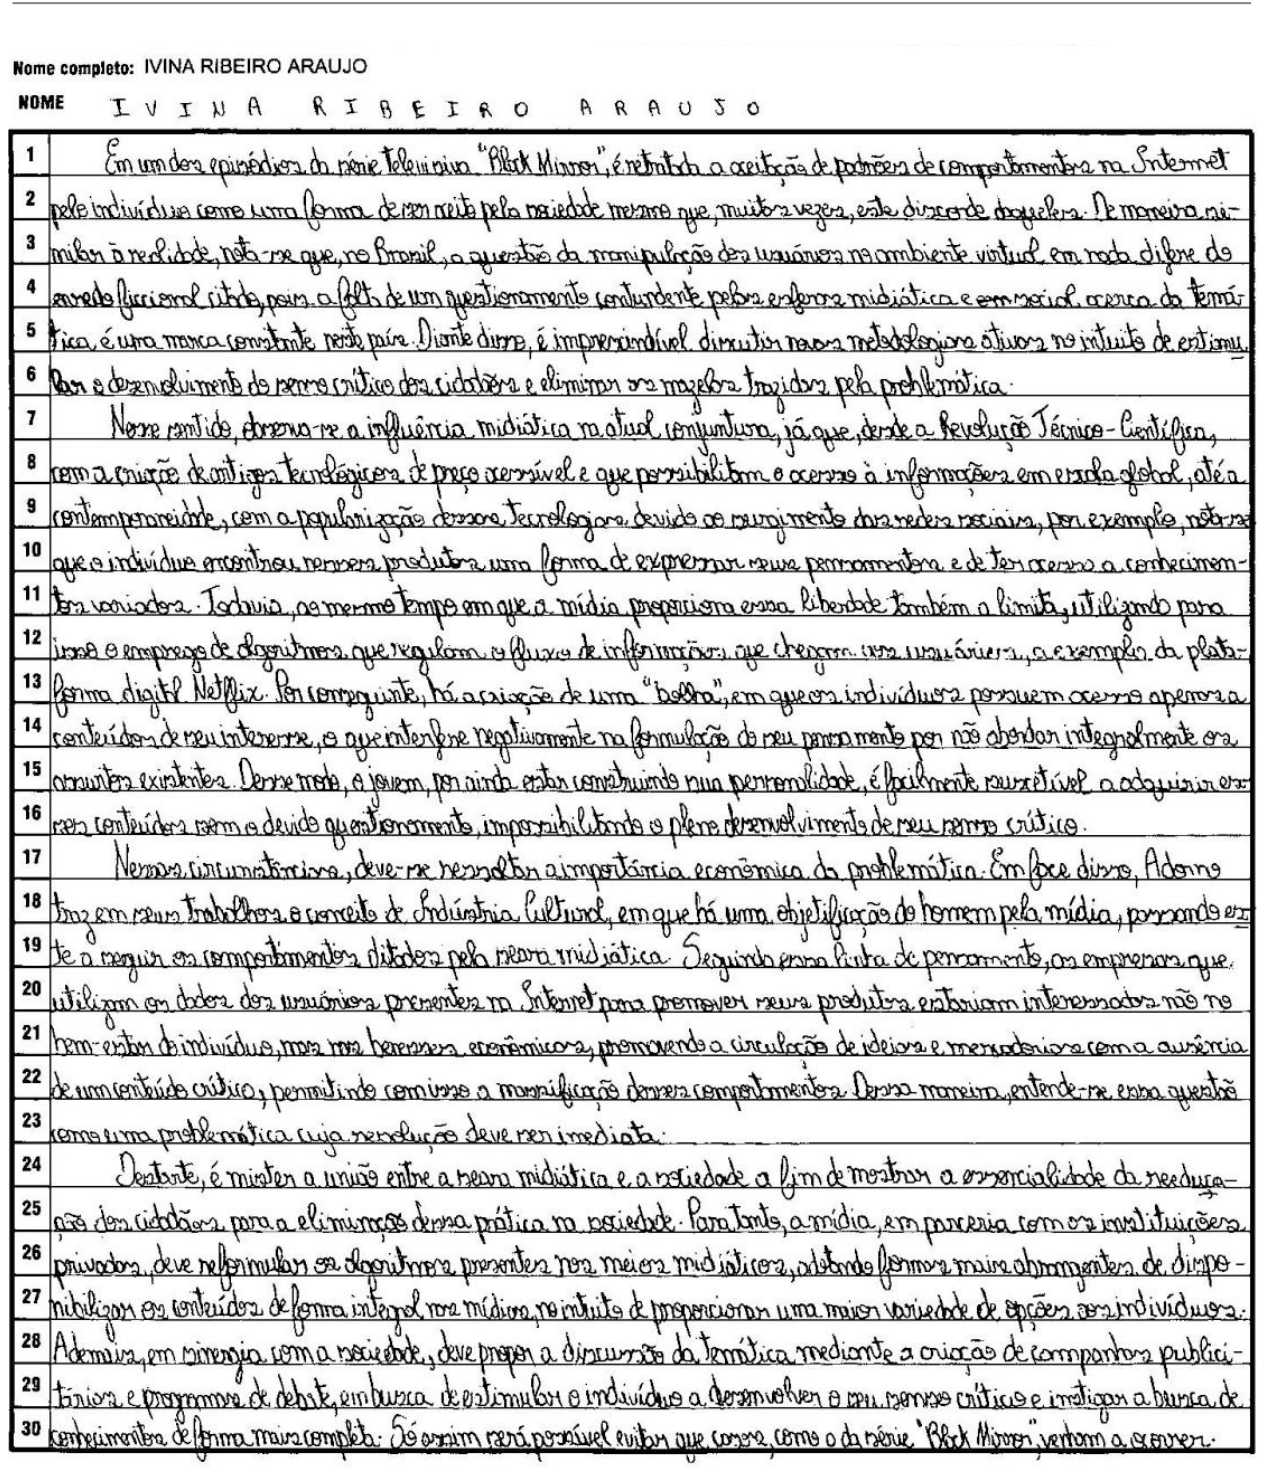 Nome completo: IVINA RIBEIRO ARAUJO
NOME IVINA RIBEIRO ARAUJO
1 Em um dos episódios da série televisiva "Black Mirror", é retratada a aceitação de padrões de comportamentos na Internet
2 pelo indivíduo como uma forma de ser aceito pela sociedade mesmo que, muitas vezes, este discorde daqueles. De maneira si-
3 milar à realidade, nota-se que, no Brasil, a questão da manipulação dos usuários no ambiente virtual em nada difere do
4 enredo ficcional citado, pois a falta de um questionamento contundente pelas esferas midiática e social acerca da temá-
5 tica é uma marca constante neste país. Diante disso, é imprescindível discutir novas metodologias ativas no intuito de estimu
6 lar o desenvolvimento do senso crítico dos cidadãos e eliminar as mazelas trazidas pela problemática.
7 Nesse sentido, observa-se a influência midiática na atual conjuntura, já que, desde a Revolução Técnico-Científica,
8 com a criação de artigos tecnológicos de preço acessível e que possibilitam o acesso à informações em escala global, até a
9 contemporaneidade, com a popularização dessas tecnologias devido ao surgimento das redes sociais, por exemplo, nota-se
10 que o indivíduo encontrou nesses produtos uma forma de expressar seus pensamentos e de ter acesso a conhecimen-
11 tos variados. Todavia, ao mesmo tempo em que a mídia proporciona essa liberdade também a limita, utilizando para
12 isso o emprego de algoritmos que regulam o fluxo de informações que chegam aos usuários, a exemplo da plata-
13 forma digital Netflix. Por conseguinte, há a criação de uma "bolha", em que os indivíduos possuem acesso apenas a
14 conteúdos de seu interesse, o que interfere negativamente na formulação do seu pensamento por não abordar integralmente os
15 assuntos existentes. Desse modo, o jovem, por ainda estar construindo sua personalidade, é facilmente suscetível a adquirir es-
16 ses conteúdos sem o devido questionamento, impossibilitando o pleno desenvolvimento de seu senso crítico.
17 Nessas circunstâncias, deve-se ressaltar a importância econômica da problemática. Em face disso, Adorno
18 traz em seus trabalhos o conceito de Indústria Cultural, em que há uma objetificação do homem pela mídia, passando es
19 te a seguir os comportamentos ditados pela seara midiática. Seguindo essa linha de pensamento, as empresas que
20 utilizam os dados dos usuários presentes na Internet para promover seus produtos estariam interessadas não no
21 bem-estar do indivíduo, mas nas benesses econômicas, promovendo a circulação de ideias e mercadorias com a ausência
22 de um conteúdo crítico, permitindo com isso a massificação desses comportamentos. Dessa maneira, entende-se essa questão
23 como uma problemática cuja resolução deve ser imediata.
24 Destarte, é mister a união entre a seara midiática e a sociedade a fim de mostrar a essencialidade da reeduca-
25 ção dos cidadãos para a eliminação dessa prática na sociedade. Para tanto, a mídia, em parceria com as instituições
26 privadas, deve reformular os algoritmos presentes nos meios midiáticos, adotando formas mais abrangentes de dispo-
27 nibilizar os conteúdos de forma integral nas mídias, no intuito de proporcionar uma maior variedade de opções aos indivíduos.
28 Ademais, em sinergia com a sociedade, deve propor a discussão da temática mediante a criação de campanhas publici-
29 tárias e programas de debate, em busca de estimular o indivíduo a desenvolver o seu senso crítico e instigar a busca de
30 conhecimentos de forma mais completa. Só assim será possível evitar que casos, como o da série "Black Mirror", venham a ocorrer.